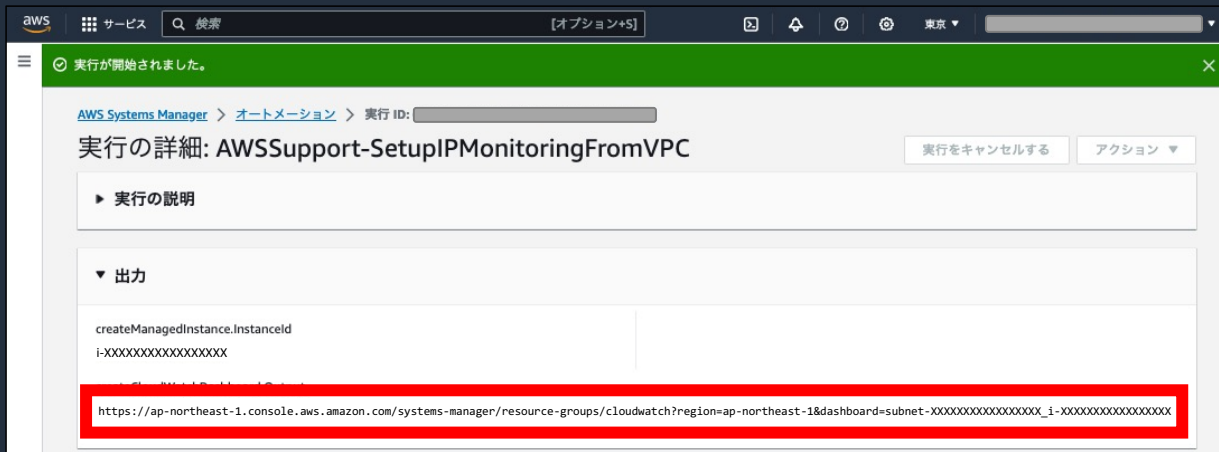 aws サービス 検索 [オプション+S] 東京
実行が開始されました。
AWS Systems Manager > オートメーション > 実行 ID:
実行の詳細: AWSSupport-SetupIPMonitoringFromVPC
実行をキャンセルする アクション
実行の説明
出力
createManagedInstance.InstanceId
i-XXXXXXXXXXXXXXXXX
https://ap-northeast-1.console.aws.amazon.com/systems-manager/resource-groups/cloudwatch?region=ap-northeast-1&dashboard=subnet-XXXXXXXXXXXXXXXXX_i-XXXXXXXXXXXXXXXXX